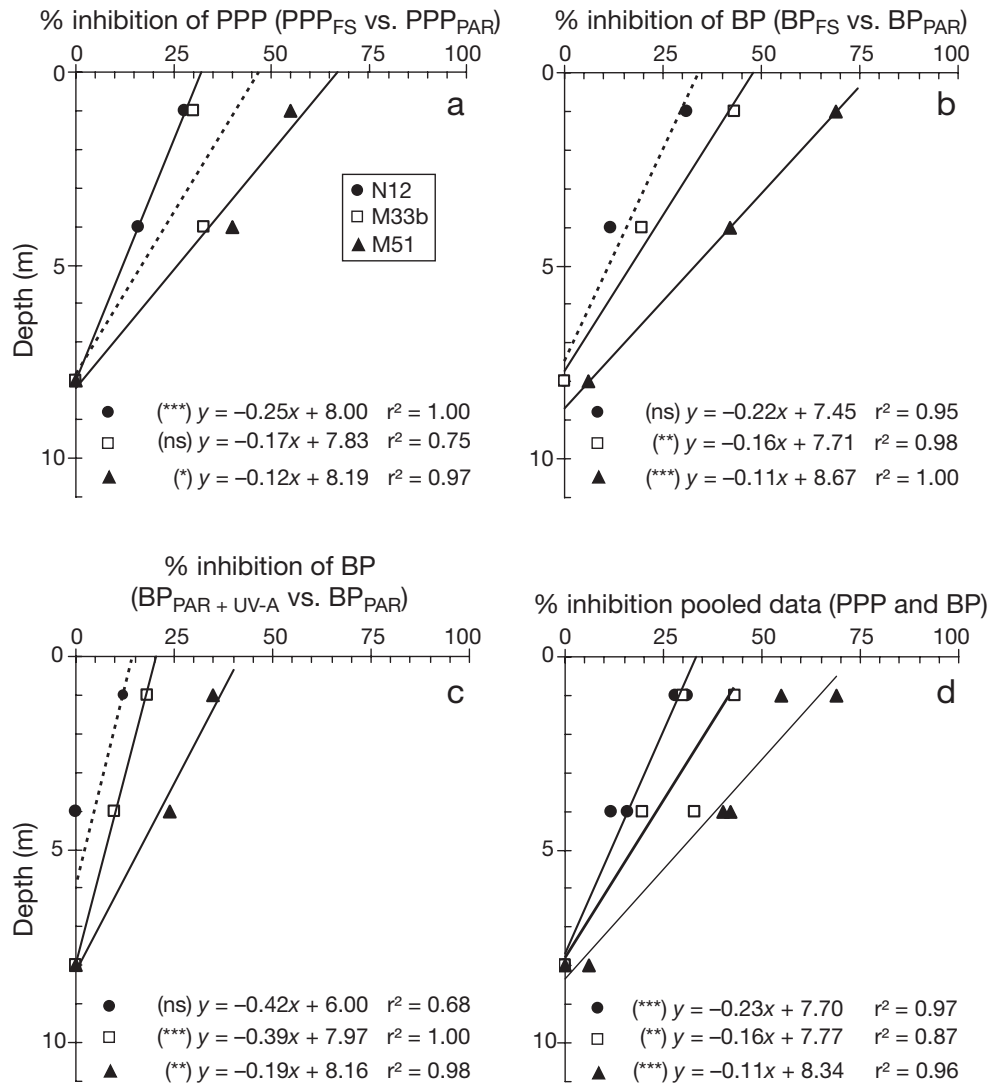 % inhibition of PPP (PPPFS vs. PPPPAR)
0 25 50 75 100
0
5
10
Depth (m)
a
N12
M33b
M51
(***) y = –0.25x + 8.00 r² = 1.00
(ns) y = –0.17x + 7.83 r² = 0.75
(*) y = –0.12x + 8.19 r² = 0.97
% inhibition of BP (BPFS vs. BPPAR)
0 25 50 75 100
0
5
10
b
(ns) y = –0.22x + 7.45 r² = 0.95
(**) y = –0.16x + 7.71 r² = 0.98
(***) y = –0.11x + 8.67 r² = 1.00
% inhibition of BP
(BPPAR + UV-A vs. BPPAR)
0 25 50 75 100
0
5
10
Depth (m)
c
(ns) y = –0.42x + 6.00 r² = 0.68
(***) y = –0.39x + 7.97 r² = 1.00
(**) y = –0.19x + 8.16 r² = 0.98
% inhibition pooled data (PPP and BP)
0 25 50 75 100
0
5
10
d
(***) y = –0.23x + 7.70 r² = 0.97
(**) y = –0.16x + 7.77 r² = 0.87
(***) y = –0.11x + 8.34 r² = 0.96